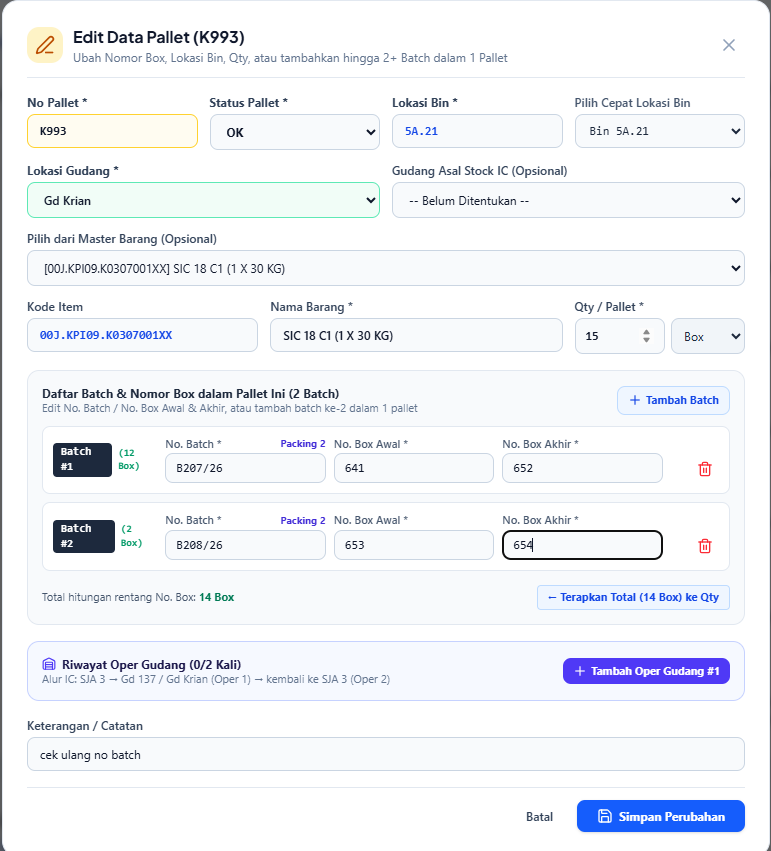 Edit Data Pallet (K993)
Ubah Nomor Box, Lokasi Bin, Qty, atau tambahkan hingga 2+ Batch dalam 1 Pallet
No Pallet * Status Pallet * Lokasi Bin * Pilih Cepat Lokasi Bin
K993 OK 5A.21 Bin 5A.21
Lokasi Gudang * Gudang Asal Stock IC (Opsional)
Gd Krian -- Belum Ditentukan --
Pilih dari Master Barang (Opsional)
[00J.KPI09.K0307001XX] SIC 18 C1 (1 X 30 KG)
Kode Item Nama Barang * Qty / Pallet *
00J.KPI09.K0307001XX SIC 18 C1 (1 X 30 KG) 15 Box
Daftar Batch & Nomor Box dalam Pallet Ini (2 Batch)
Edit No. Batch / No. Box Awal & Akhir, atau tambah batch ke-2 dalam 1 pallet
+ Tambah Batch
Batch #1 (12 Box)
No. Batch * Packing 2 No. Box Awal * No. Box Akhir *
B207/26 641 652
Batch #2 (2 Box)
No. Batch * Packing 2 No. Box Awal * No. Box Akhir *
B208/26 653 654
Total hitungan rentang No. Box: 14 Box
← Terapkan Total (14 Box) ke Qty
Riwayat Oper Gudang (0/2 Kali)
Alur IC: SJA 3 → Gd 137 / Gd Krian (Oper 1) → kembali ke SJA 3 (Oper 2)
+ Tambah Oper Gudang #1
Keterangan / Catatan
cek ulang no batch
Batal Simpan Perubahan